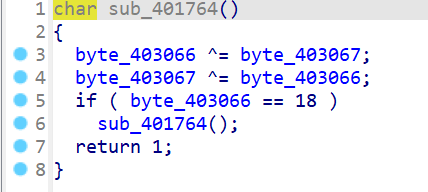 1 char sub_401764()
2 {
3 byte_403066 ^= byte_403067;
4 byte_403067 ^= byte_403066;
5 if ( byte_403066 == 18 )
6 sub_401764();
7 return 1;
8 }